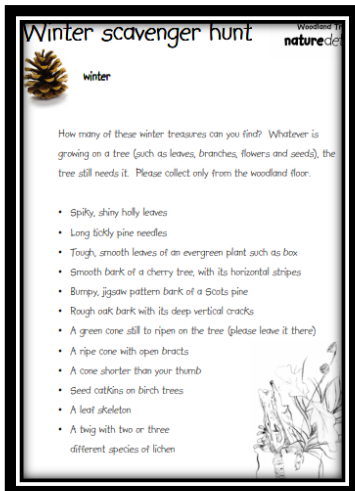 Winter scavenger hunt
Woodland
naturede
winter
How many of these winter treasures can you find? Whatever is
growing on a tree (such as leaves, branches, flowers and seeds), the
tree still needs it. Please collect only from the woodland floor.
• Spiky, shiny holly leaves
• Long tickly pine needles
• Tough, smooth leaves of an evergreen plant such as box
• Smooth bark of a cherry tree, with its horizontal stripes
• Bumpy, jigsaw pattern bark of a Scots pine
• Rough oak bark with its deep vertical cracks
• A green cone still to ripen on the tree (please leave it there)
• A ripe cone with open bracts
• A cone shorter than your thumb
• Seed catkins on birch trees
• A leaf skeleton
• A twig with two or three
different species of lichen